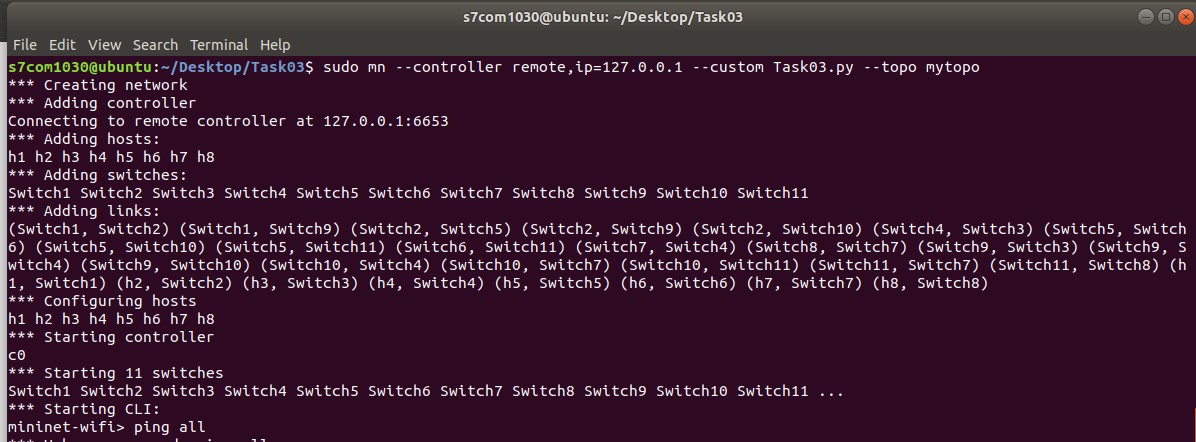 s7com1030@ubuntu: ~/Desktop/Task03
File Edit View Search Terminal Help
s7com1030@ubuntu:~/Desktop/Task03$ sudo mn --controller remote,ip=127.0.0.1 --custom Task03.py --topo mytopo
*** Creating network
*** Adding controller
Connecting to remote controller at 127.0.0.1:6653
*** Adding hosts:
h1 h2 h3 h4 h5 h6 h7 h8
*** Adding switches:
Switch1 Switch2 Switch3 Switch4 Switch5 Switch6 Switch7 Switch8 Switch9 Switch10 Switch11
*** Adding links:
(Switch1, Switch2) (Switch1, Switch9) (Switch2, Switch5) (Switch2, Switch9) (Switch2, Switch10) (Switch4, Switch3) (Switch5, Switch
6) (Switch5, Switch10) (Switch5, Switch11) (Switch6, Switch11) (Switch7, Switch4) (Switch8, Switch7) (Switch9, Switch3) (Switch9, S
witch4) (Switch9, Switch10) (Switch10, Switch4) (Switch10, Switch7) (Switch10, Switch11) (Switch11, Switch7) (Switch11, Switch8) (h
1, Switch1) (h2, Switch2) (h3, Switch3) (h4, Switch4) (h5, Switch5) (h6, Switch6) (h7, Switch7) (h8, Switch8)
*** Configuring hosts
h1 h2 h3 h4 h5 h6 h7 h8
*** Starting controller
c0
*** Starting 11 switches
Switch1 Switch2 Switch3 Switch4 Switch5 Switch6 Switch7 Switch8 Switch9 Switch10 Switch11 ...
*** Starting CLI:
mininet-wifi> ping all